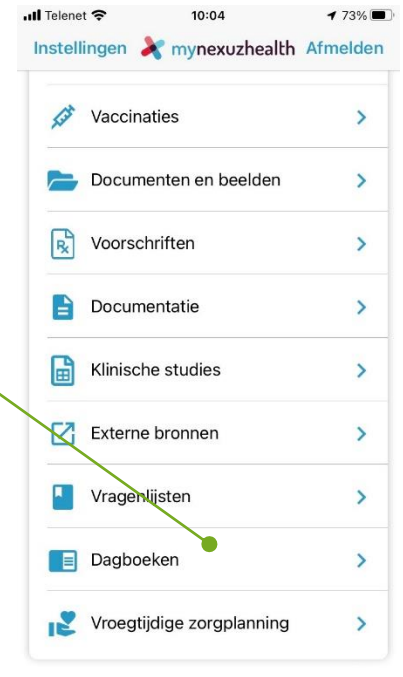 Telenet 10:04 73%
Instellingen mynexuzhealth Afmelden
Vaccinaties
Documenten en beelden
Voorschriften
Documentatie
Klinische studies
Externe bronnen
Vragenlijsten
Dagboeken
Vroegtijdige zorgplanning